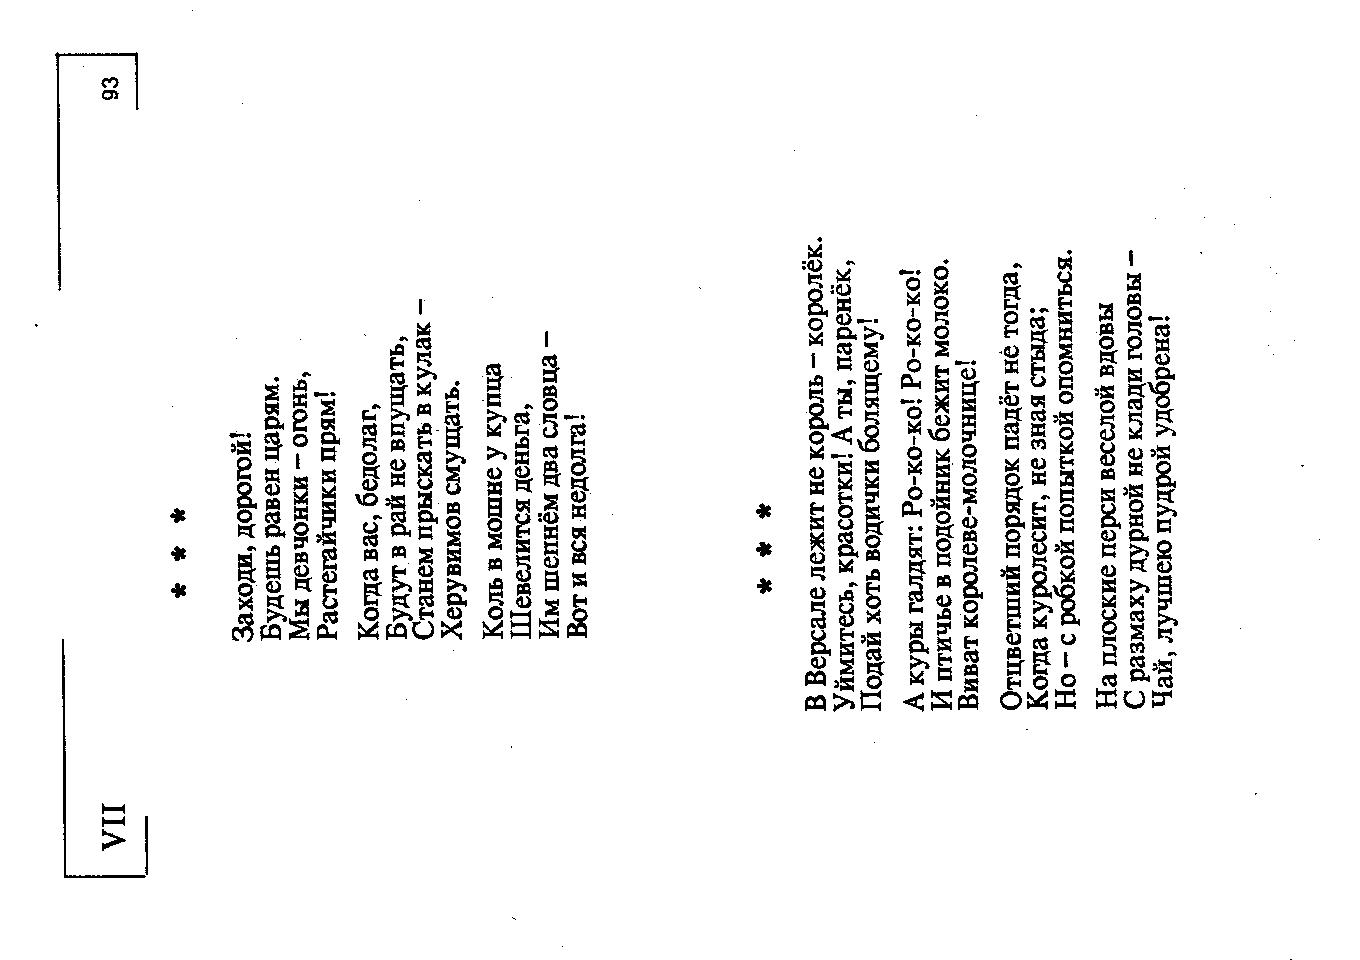 VII
93
* * *
Заходи, дорогой!
Будешь равен царям.
Мы девчонки – огонь,
Растегайчики прям!
Когда вас, бедолаг,
Будут в рай не впущать,
Станем прыскать в кулак –
Херувимов смущать.
Коль в мошне у купца
Шевелится деньга,
Им шепнём два словца –
Вот и вся недолга!
* * *
В Версале лежит не король – королёк.
Уймитесь, красотки! А ты, паренёк,
Подай хоть водички болящему!
А куры галдят: Ро-ко-ко! Ро-ко-ко!
И птичье в подойник бежит молоко.
Виват королеве-молочнице!
Отцветший порядок падёт не тогда,
Когда куролесит, не зная стыда;
Но – с робкой попыткой опомниться.
На плоские перси веселой вдовы
С размаху дурной не клади головы –
Чай, лучшею пудрой удобрена!